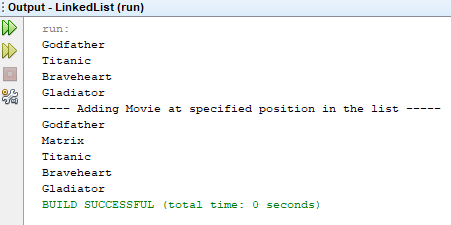 Output - LinkedList (run)
run:
Godfather
Titanic
Braveheart
Gladiator
---- Adding Movie at specified position in the list -----
Godfather
Matrix
Titanic
Braveheart
Gladiator
BUILD SUCCESSFUL (total time: 0 seconds)